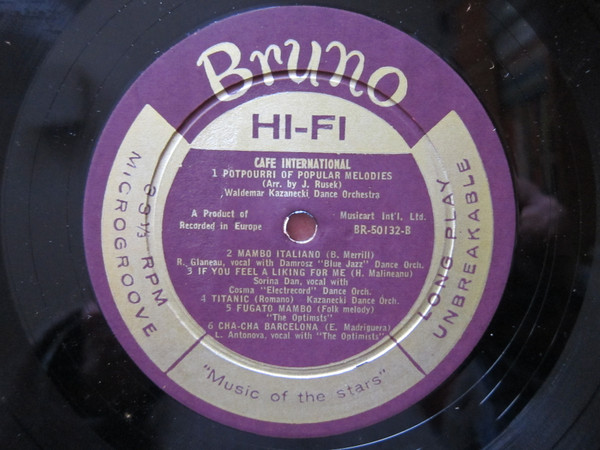 Bruno
HI-FI
CAFE INTERNATIONAL
1 POTPOURRI OF POPULAR MELODIES
(Arr. by J. Rusek)
Waldemar Kazanecki Dance Orchestra
A Product of
Recorded in Europe
Musicart Int'l, Ltd.
BR-50132-B
2 MAMBO ITALIANO (B. Merrill)
R. Glaneau, vocal with Damrosz "Blue Jazz" Dance Orch.
3 IF YOU FEEL A LIKING FOR ME (H. Malineanu)
Sorina Dan, vocal with
Cosma "Electrecord" Dance Orch.
4 TITANIC (Romano) Kazanecki Dance Orch.
5 FUGATO MAMBO (Folk melody)
"The Optimsts"
6 CHA-CHA BARCELONA (E. Madriguera)
L. Antonova, vocal with "The Optimists"
33⅓ RPM
MICROGROOVE
LONG PLAY
UNBREAKABLE
"Music of the stars"